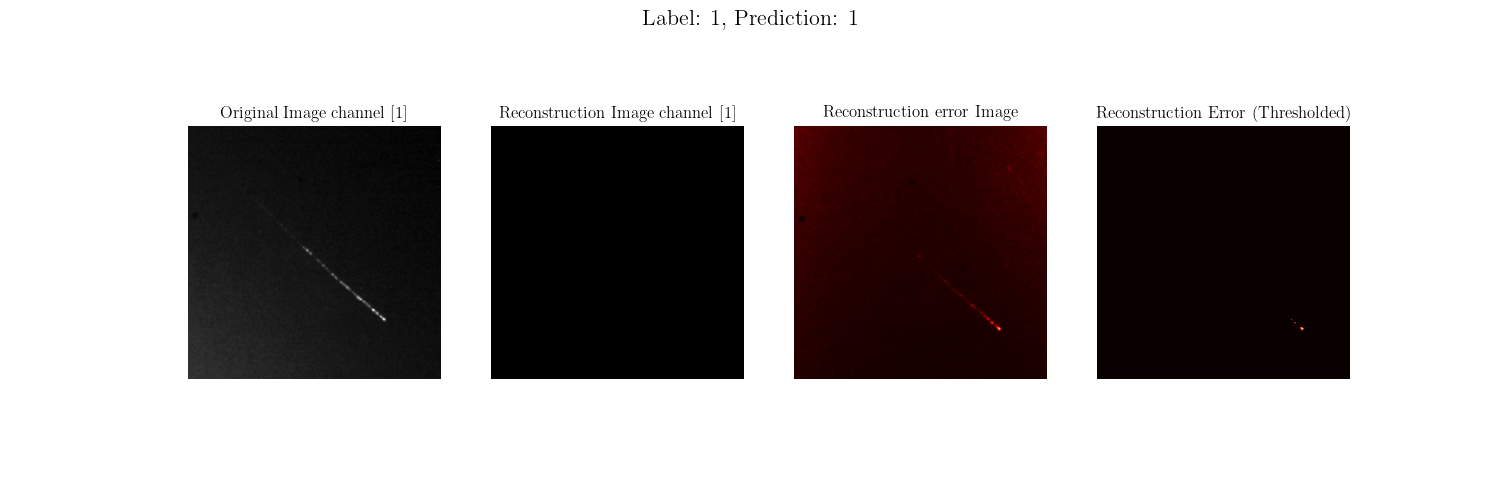 Label: 1, Prediction: 1
Original Image channel [1]
Reconstruction Image channel [1]
Reconstruction error Image
Reconstruction Error (Thresholded)